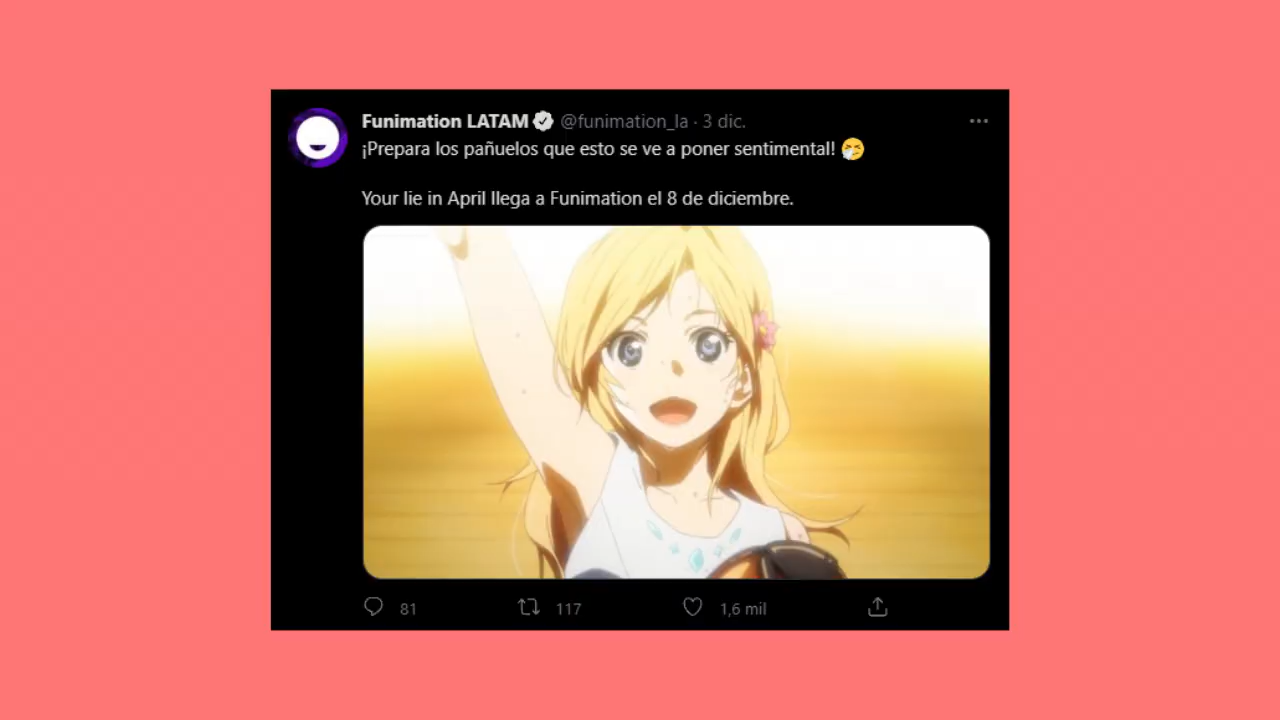 Funimation LATAM @funimation_la · 3 dic.
¡Prepara los pañuelos que esto se ve a poner sentimental! 🤧
Your lie in April llega a Funimation el 8 de diciembre.
81 117 1,6 mil